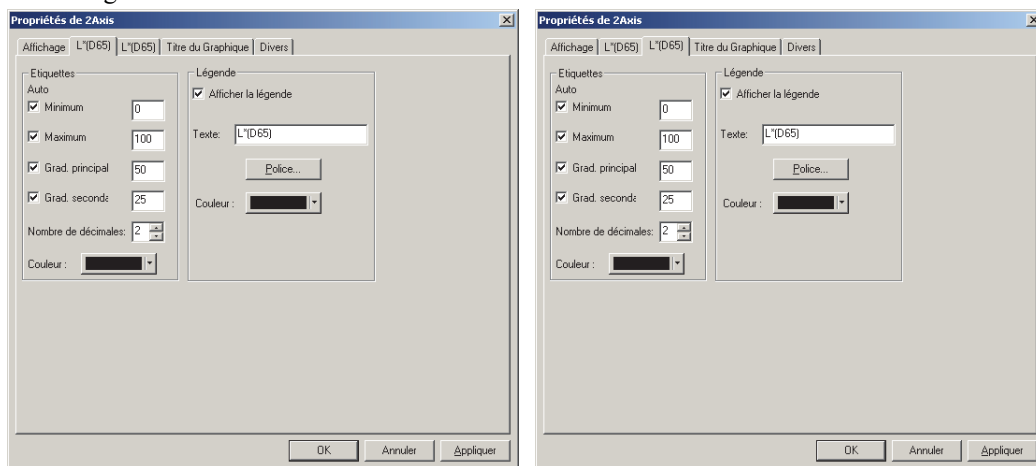 Propriétés de 2Axis
Affichage L*(D65) L*(D65) Titre du Graphique Divers
Etiquettes
Auto
Minimum 0
Maximum 100
Grad. principal 50
Grad. seconda 25
Nombre de décimales: 2
Couleur :
Légende
Afficher la légende
Texte: L*(D65)
Police...
Couleur :
OK Annuler Appliquer
Propriétés de 2Axis
Affichage L*(D65) L*(D65) Titre du Graphique Divers
Etiquettes
Auto
Minimum 0
Maximum 100
Grad. principal 50
Grad. seconda 25
Nombre de décimales: 2
Couleur :
Légende
Afficher la légende
Texte: L*(D65)
Police...
Couleur :
OK Annuler Appliquer